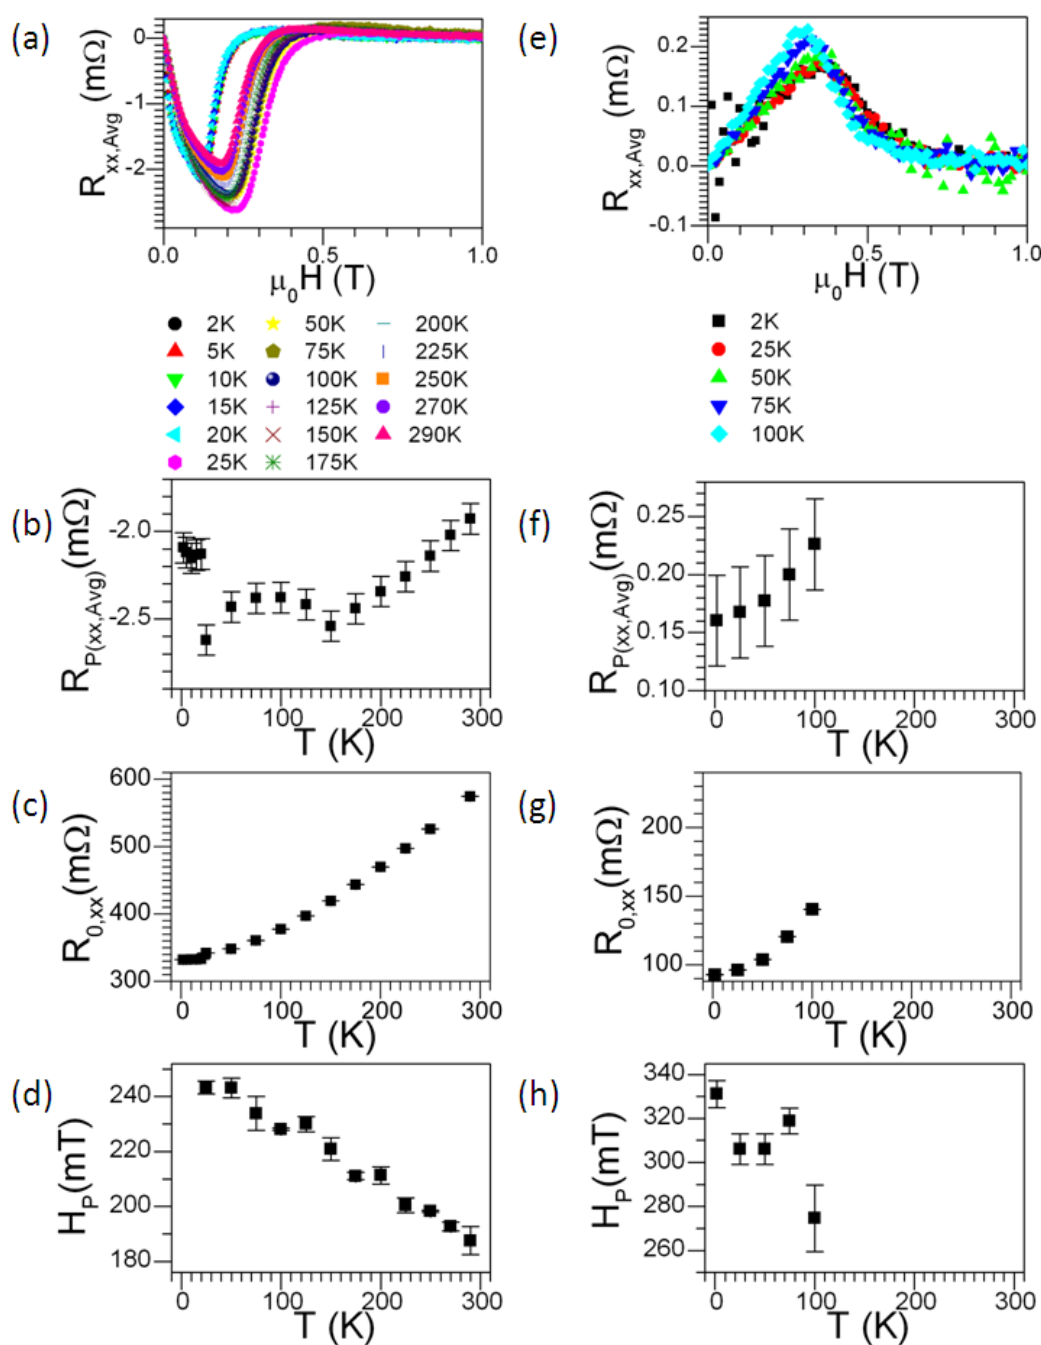 (a)
R_xx,Avg (mΩ)
0
-1
-2
0.0 0.5 1.0
μ₀H (T)
2K 50K 200K
5K 75K 225K
10K 100K 250K
15K 125K 270K
20K 150K 290K
25K 175K
(b)
R_P(xx,Avg)(mΩ)
-2.0
-2.5
0 100 200 300
T (K)
(c)
R_0,xx(mΩ)
600
500
400
300
0 100 200 300
T (K)
(d)
H_P(mT)
240
220
200
180
0 100 200 300
T (K)
(e)
R_xx,Avg (mΩ)
0.2
0.1
0.0
-0.1
0.0 0.5 1.0
μ₀H (T)
2K
25K
50K
75K
100K
(f)
R_P(xx,Avg)(mΩ)
0.25
0.20
0.15
0.10
0 100 200 300
T (K)
(g)
R_0,xx(mΩ)
200
150
100
0 100 200 300
T (K)
(h)
H_P(mT)
340
320
300
280
260
0 100 200 300
T (K)